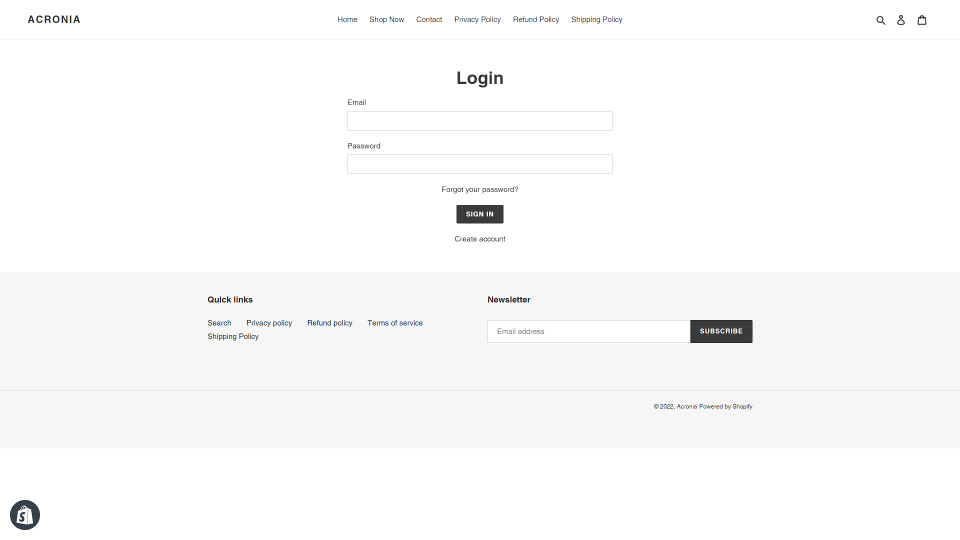 ACRONIA
Home Shop Now Contact Privacy Policy Refund Policy Shipping Policy
Login
Email
Password
Forgot your password?
SIGN IN
Create account
Quick links
Search Privacy policy Refund policy Terms of service
Shipping Policy
Newsletter
Email address SUBSCRIBE
© 2022, Acronia Powered by Shopify